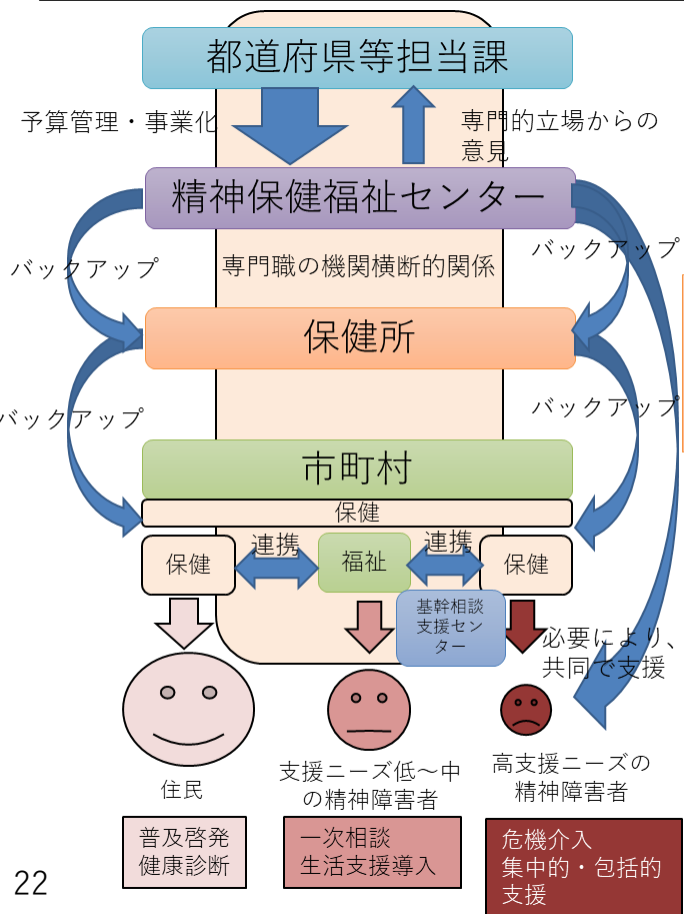 都道府県等担当課
予算管理・事業化
専門的立場からの
意見
精神保健福祉センター
バックアップ
専門職の機関横断的関係
バックアップ
保健所
バックアップ
バックアップ
市町村
保健
保健
連携
福祉
連携
保健
基幹相談
支援セン
ター
必要により、
共同で支援
住民
支援ニーズ低～中
の精神障害者
高支援ニーズの
精神障害者
普及啓発
健康診断
一次相談
生活支援導入
危機介入
集中的・包括的
支援
22